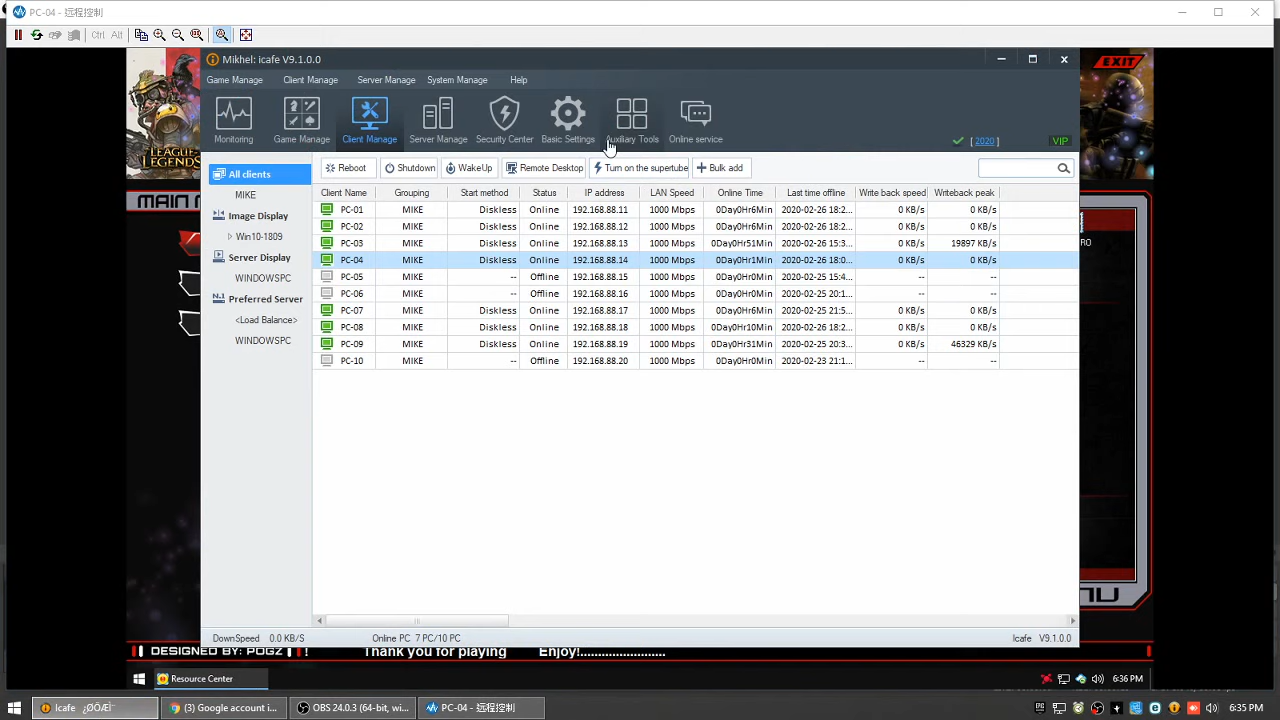 PC-04 - 远程控制
Ctrl Alt
Mikhel: icafe V9.1.0.0
EXIT
Game Manage Client Manage Server Manage System Manage Help
Monitoring Game Manage Client Manage Server Manage Security Center Basic Settings Auxiliary Tools Online service
[ 2020 ] VIP
LEAGUE
LEGENDS
Reboot Shutdown WakeUp Remote Desktop Turn on the supertube Bulk add
All clients
MIKE
Image Display
Win10-1809
Server Display
WINDOWSPC
Preferred Server
<Load Balance>
WINDOWSPC
Client Name Grouping Start method Status IP address LAN Speed Online Time Last time offlin... Write back speed Writeback peak
PC-01 MIKE Diskless Online 192.168.88.11 1000 Mbps 0Day0Hr6Min 2020-02-26 18:2... 0 KB/s 0 KB/s
PC-02 MIKE Diskless Online 192.168.88.12 1000 Mbps 0Day0Hr6Min 2020-02-26 18:2... 0 KB/s 0 KB/s
PC-03 MIKE Diskless Online 192.168.88.13 1000 Mbps 0Day0Hr51Min 2020-02-26 15:3... 0 KB/s 19897 KB/s
PC-04 MIKE Diskless Online 192.168.88.14 1000 Mbps 0Day0Hr1Min 2020-02-26 18:0... 0 KB/s 0 KB/s
PC-05 MIKE -- Offline 192.168.88.15 1000 Mbps 0Day0Hr0Min 2020-02-25 15:4... -- --
PC-06 MIKE -- Offline 192.168.88.16 1000 Mbps 0Day0Hr0Min 2020-02-25 20:1... -- --
PC-07 MIKE Diskless Online 192.168.88.17 1000 Mbps 0Day0Hr6Min 2020-02-25 21:5... 0 KB/s 0 KB/s
PC-08 MIKE Diskless Online 192.168.88.18 1000 Mbps 0Day0Hr10Min 2020-02-26 18:2... 0 KB/s 0 KB/s
PC-09 MIKE Diskless Online 192.168.88.19 1000 Mbps 0Day0Hr31Min 2020-02-25 20:3... 0 KB/s 46329 KB/s
PC-10 MIKE -- Offline 192.168.88.20 1000 Mbps 0Day0Hr0Min 2020-02-23 21:1... -- --
MAIN
RO
DownSpeed 0.0 KB/S Online PC 7 PC/10 PC Icafe V9.1.0.0
DESIGNED BY: POGZ ! Thank you for playing Enjoy!......................
Resource Center 6:36 PM
Icafe ¿ØÖÆÌ¨ (3) Google account i... OBS 24.0.3 (64-bit, w... PC-04 - 远程控制 6:35 PM